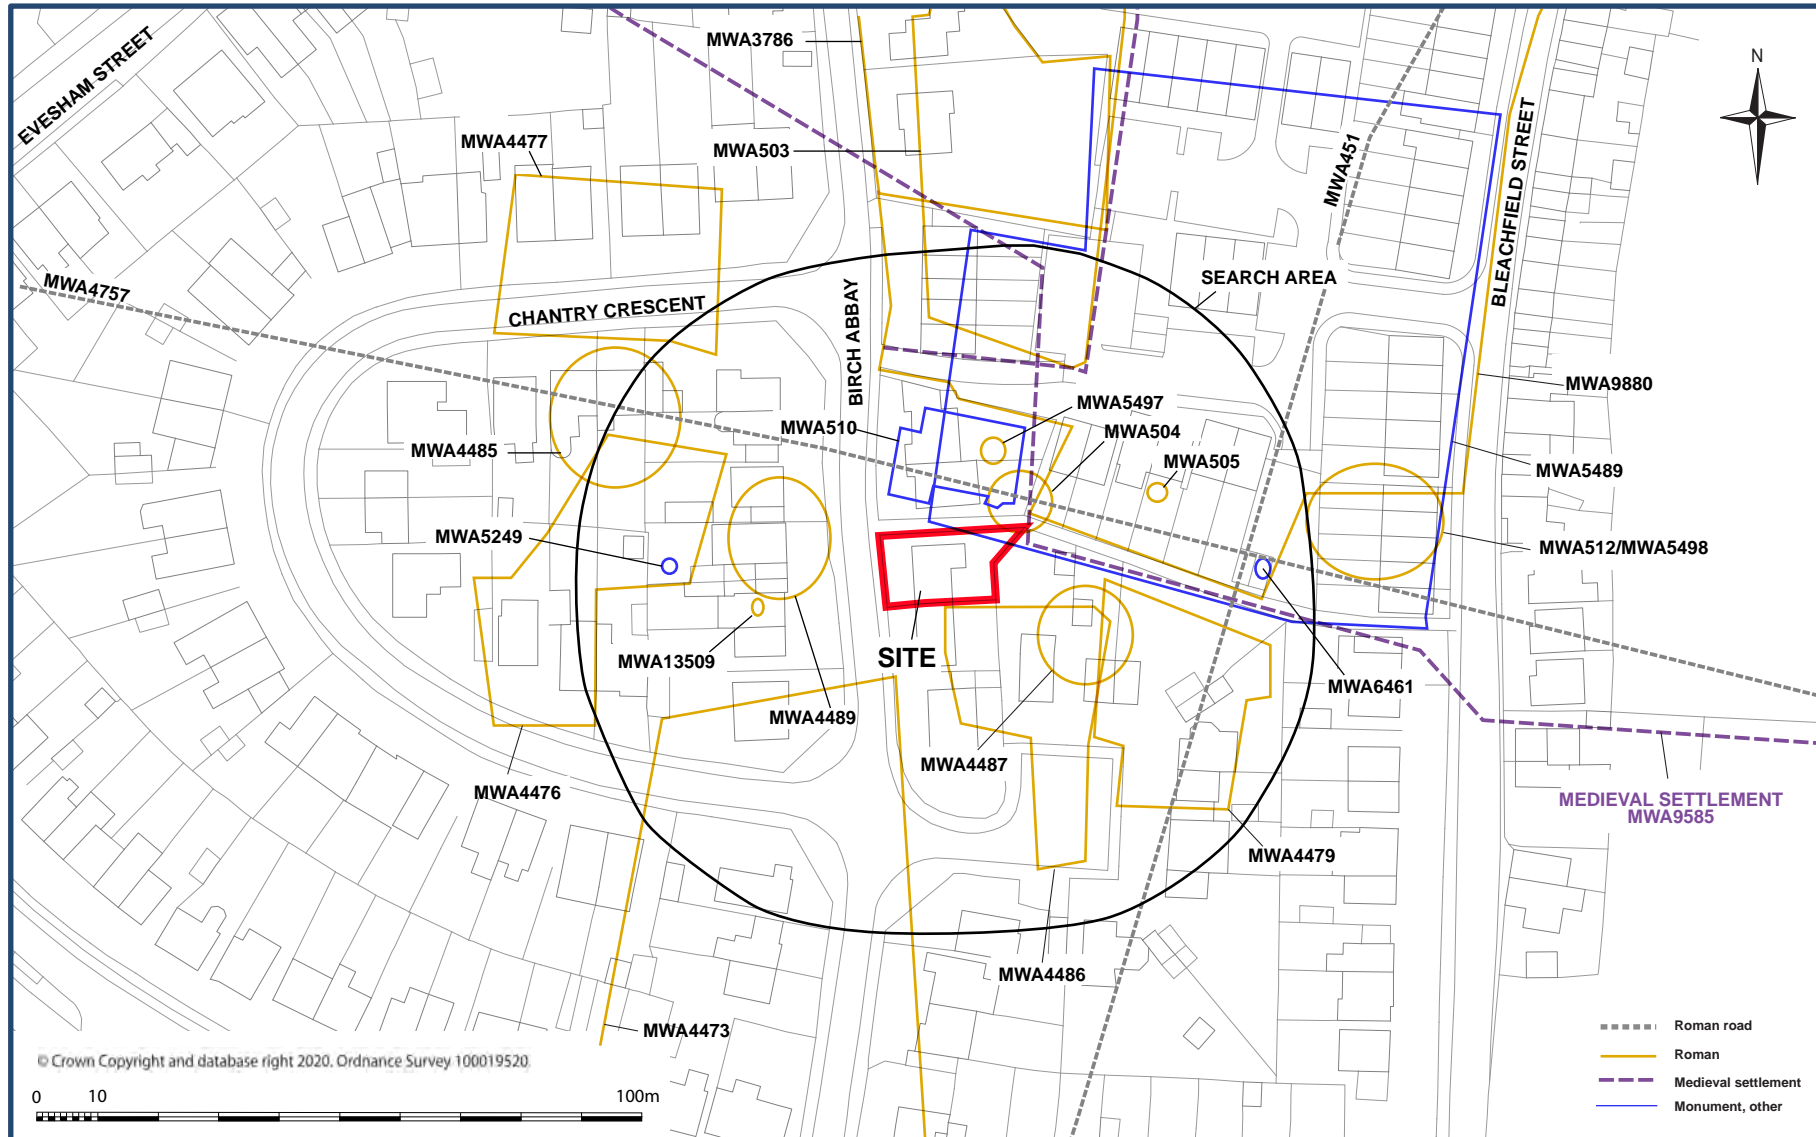 EVESHAM STREET
MWA3786
N
MWA4477
MWA503
MWA451
BLEACHFIELD STREET
MWA4757
CHANTRY CRESCENT
BIRCH ABBAY
SEARCH AREA
MWA9880
MWA5497
MWA510
MWA504
MWA4485
MWA505
MWA5489
MWA5249
MWA512/MWA5498
MWA13509
SITE
MWA6461
MWA4489
MWA4487
MWA4476
MEDIEVAL SETTLEMENT
MWA9585
MWA4479
MWA4486
MWA4473
© Crown Copyright and database right 2020. Ordnance Survey 100019520
0 10 100m
Roman road
Roman
Medieval settlement
Monument, other